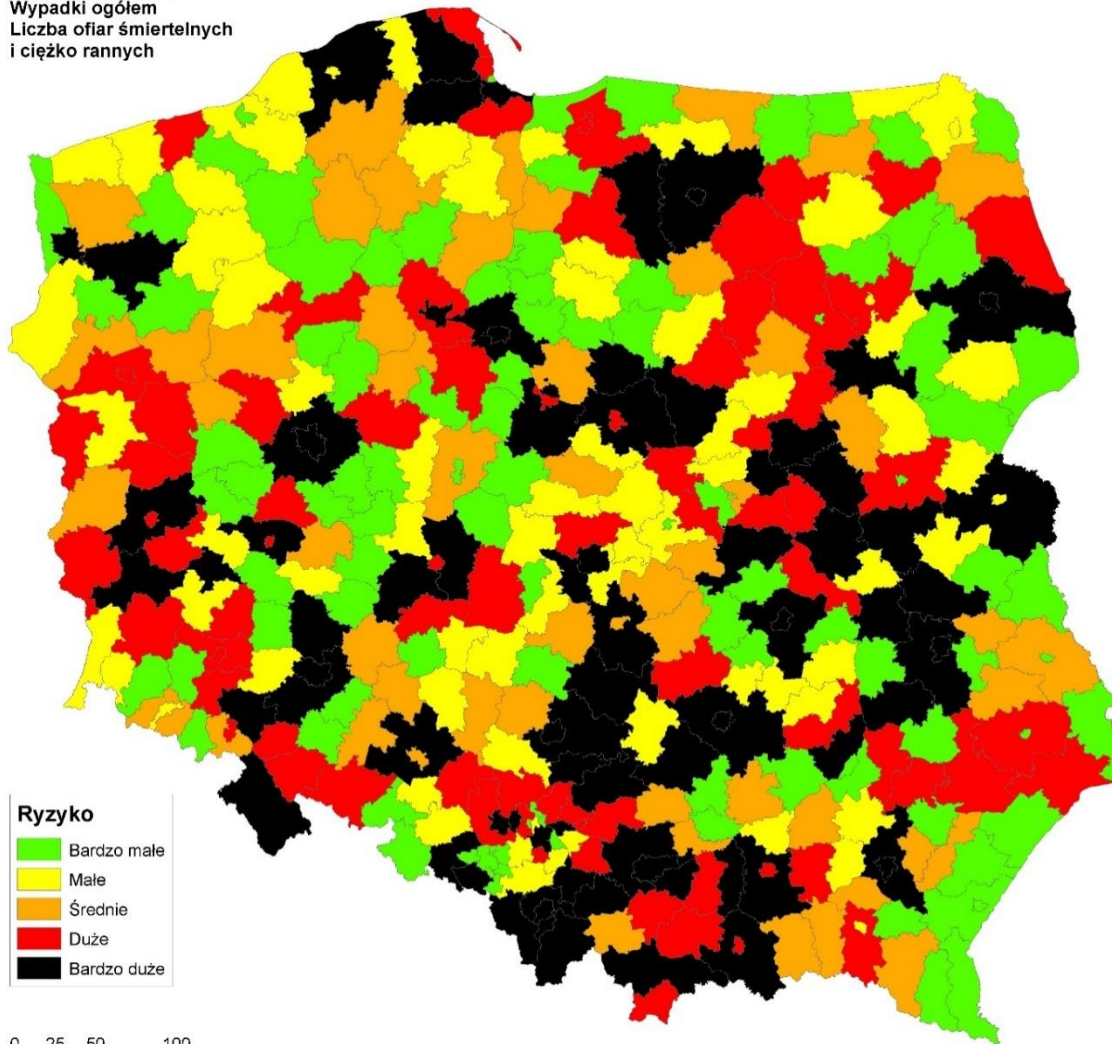 Wypadki ogółem
Liczba ofiar śmiertelnych
i ciężko rannych
Ryzyko
Bardzo małe
Małe
Średnie
Duże
Bardzo duże
0 25 50 100